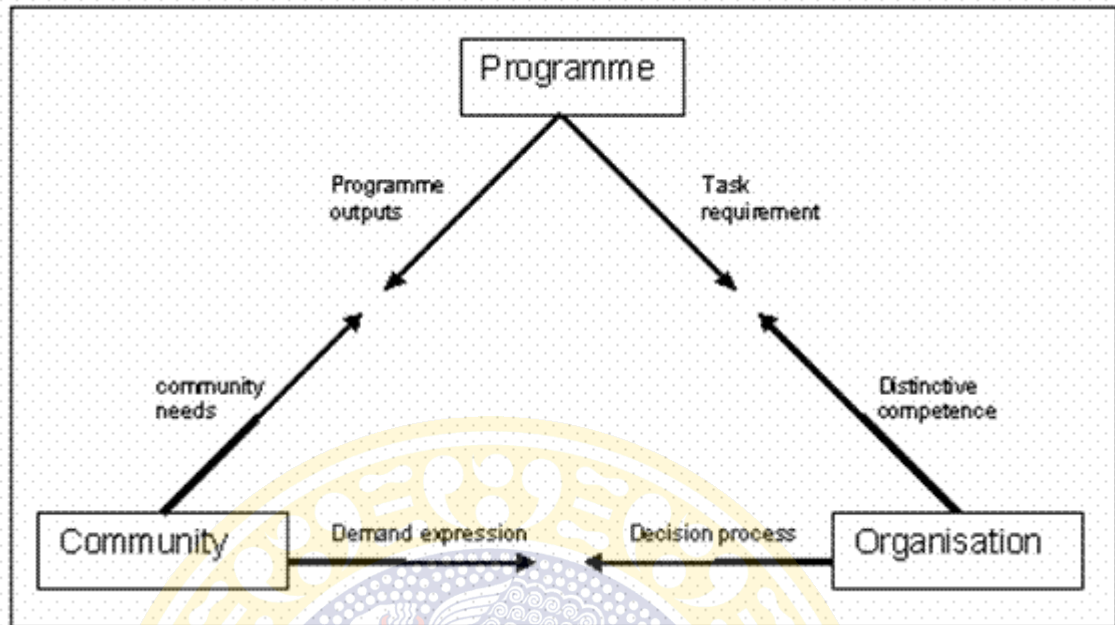 Programme
Programme
outputs
Task
requirement
community
needs
Distinctive
competence
Community
Demand expression
Decision process
Organisation